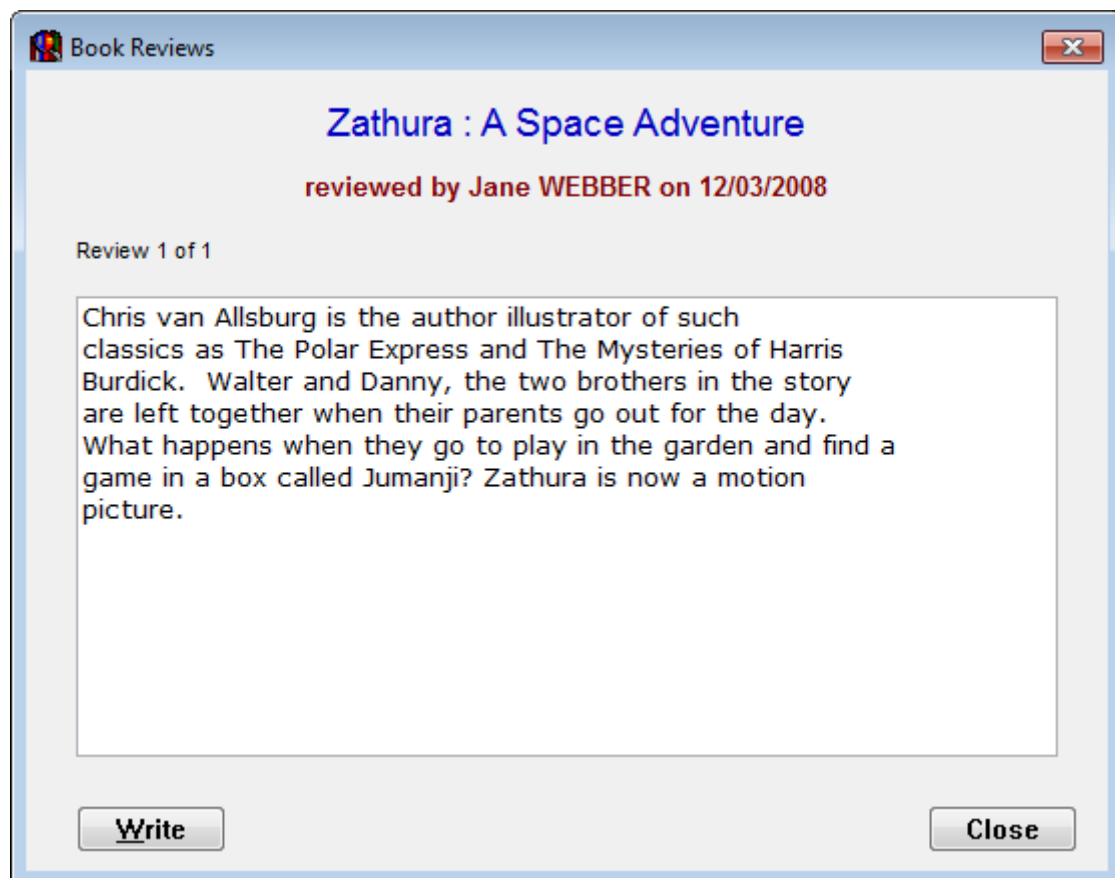 Book Reviews
Zathura : A Space Adventure
reviewed by Jane WEBBER on 12/03/2008
Review 1 of 1
Chris van Allsburg is the author illustrator of such
classics as The Polar Express and The Mysteries of Harris
Burdick.  Walter and Danny, the two brothers in the story
are left together when their parents go out for the day.
What happens when they go to play in the garden and find a
game in a box called Jumanji? Zathura is now a motion
picture.
Write
Close